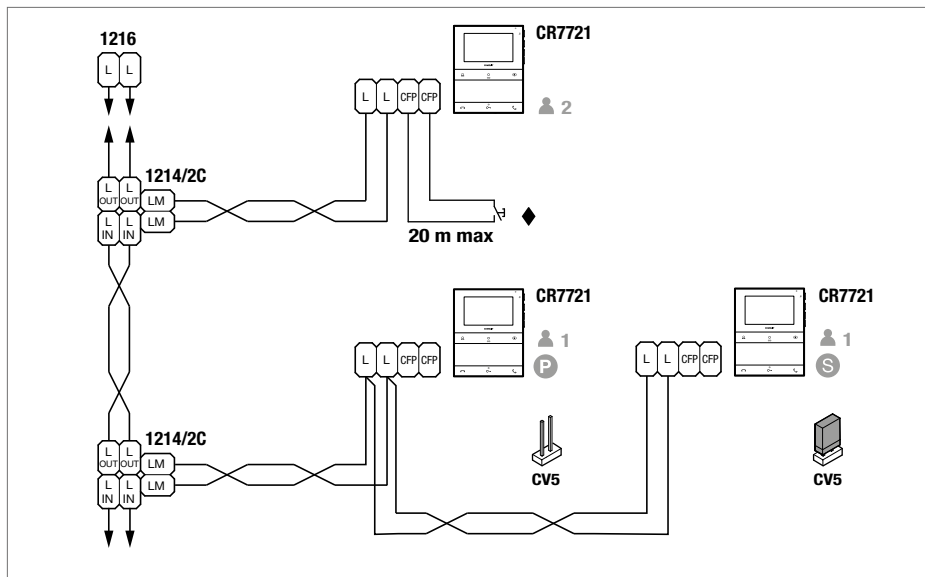 1216
L L
CR7721
L L CFP CFP
2
1214/2C
L OUT L OUT LM
L IN L IN LM
20 m max
CR7721
1
P
L L CFP CFP
CR7721
1
S
L L CFP CFP
1214/2C
L OUT L OUT LM
L IN L IN LM
CV5
CV5